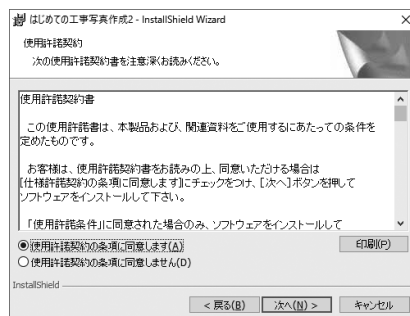 はじめての工事写真作成2 - InstallShield Wizard
使用許諾契約
次の使用許諾契約書を注意深くお読みください。
使用許諾契約書
この使用許諾書は、本製品および、関連資料をご使用するにあたっての条件を
定めたものです。
お客様は、使用許諾契約書をお読みの上、同意いただける場合は
[仕様許諾契約の条項に同意します]にチェックをつけ、[次へ]ボタンを押して
ソフトウェアをインストールして下さい。
「使用許諾条件」に同意された場合のみ、ソフトウェアをインストールして
使用許諾契約の条項に同意します(A)
印刷(P)
使用許諾契約の条項に同意しません(D)
InstallShield
< 戻る(B)
次へ(N) >
キャンセル